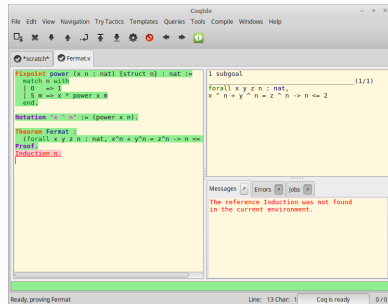 CoqIde
File Edit View Navigation Try Tactics Templates Queries Tools Compile Windows Help
*scratch* Fermat.v
Fixpoint power (x n : nat) {struct n} : nat :=
match n with
| O => 1
| S m => x * power x m
end.
Notation "x ^ n" := (power x n).
Theorem Fermat :
(forall x y z n : nat, x^n + y^n = z^n -> n <=
Proof.
Induction n.
1 subgoal
(1/1)
forall x y z n : nat,
x ^ n + y ^ n = z ^ n -> n <= 2
Messages Errors Jobs
The reference Induction was not found
in the current environment.
Ready, proving Fermat Line: 13 Char: 1 Coq is ready 0 / 0